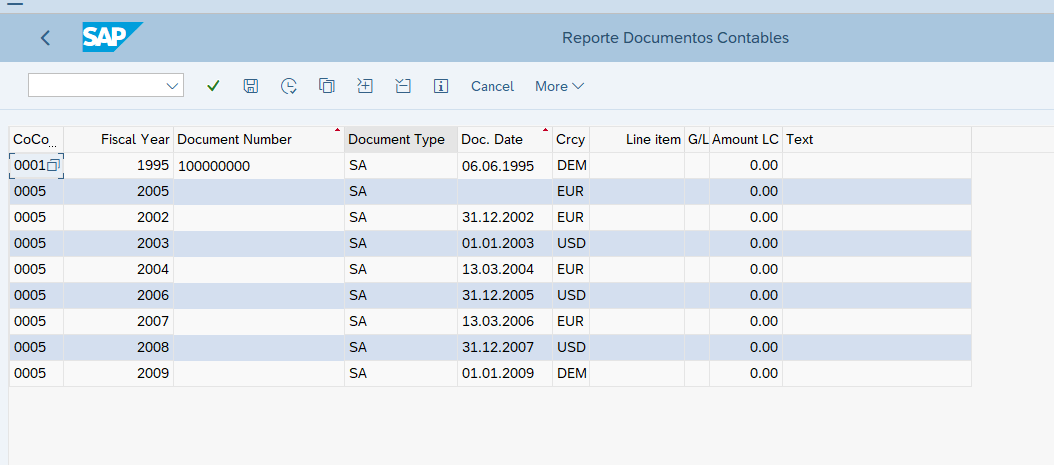 SAP
Reporte Documentos Contables
Cancel More
CoCo... Fiscal Year Document Number Document Type Doc. Date Crcy Line item G/L Amount LC Text
0001 1995 100000000 SA 06.06.1995 DEM 0.00
0005 2005 SA EUR 0.00
0005 2002 SA 31.12.2002 EUR 0.00
0005 2003 SA 01.01.2003 USD 0.00
0005 2004 SA 13.03.2004 EUR 0.00
0005 2006 SA 31.12.2005 USD 0.00
0005 2007 SA 13.03.2006 EUR 0.00
0005 2008 SA 31.12.2007 USD 0.00
0005 2009 SA 01.01.2009 DEM 0.00